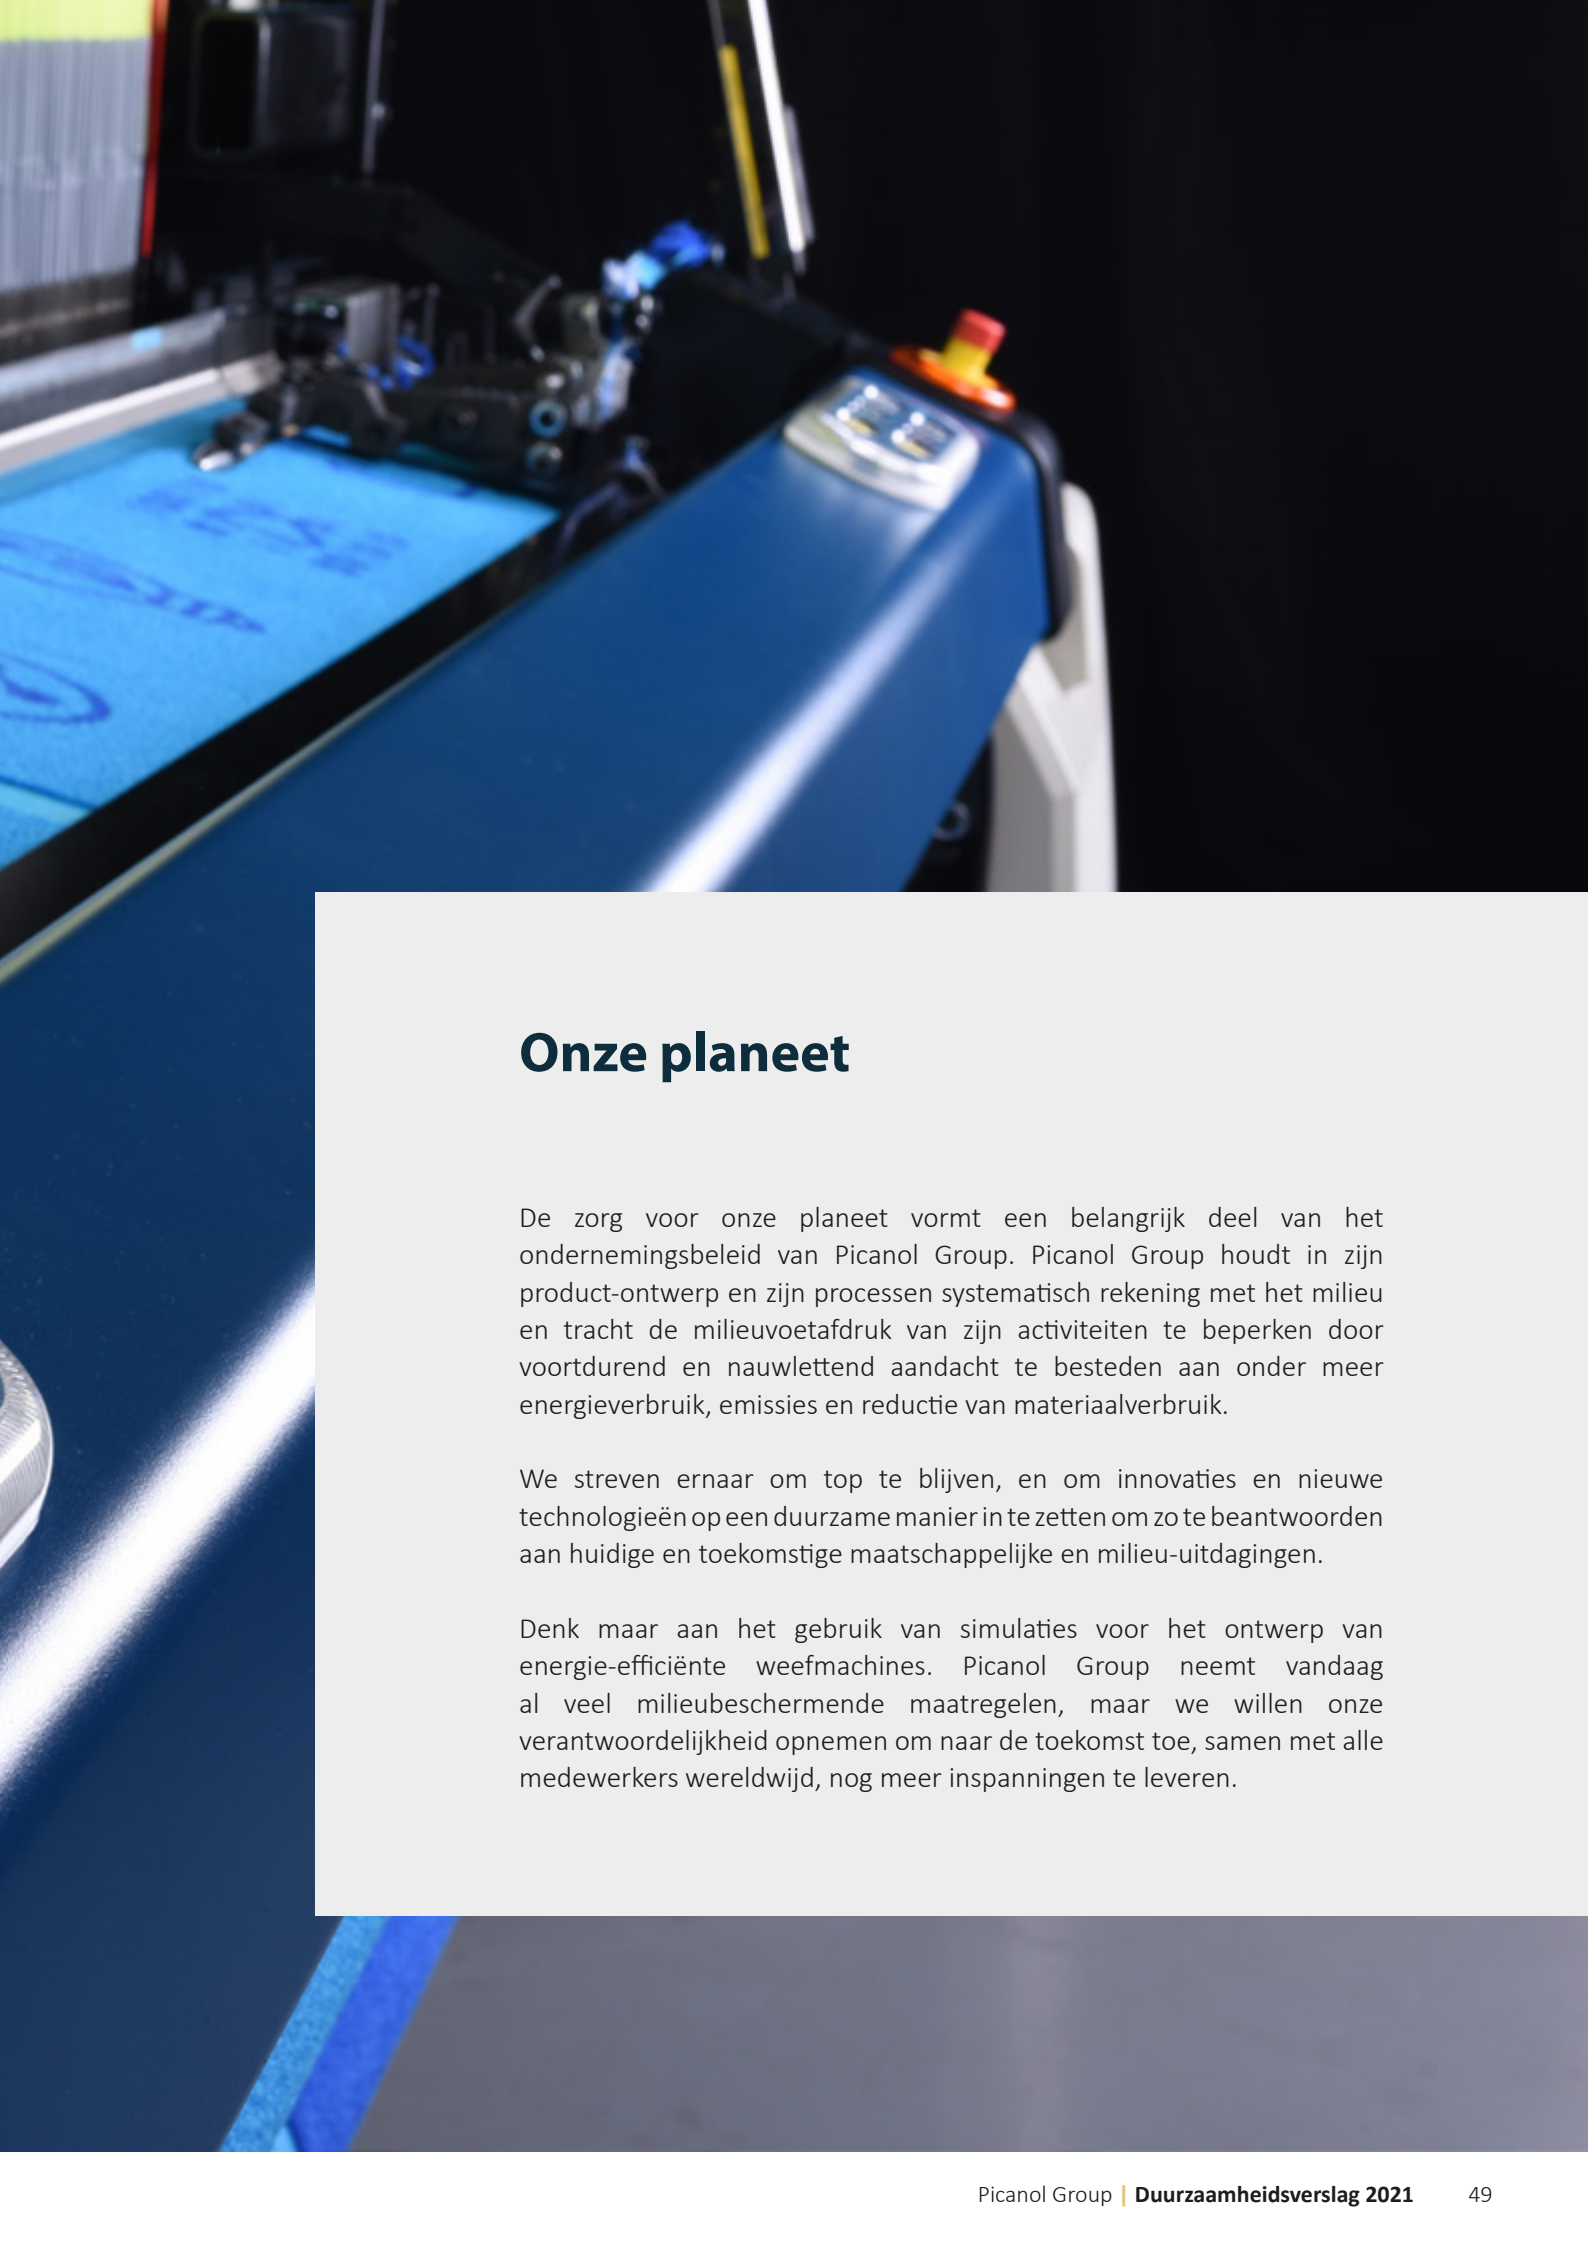 Onze planeet
De zorg voor onze planeet vormt een belangrijk deel van het
ondernemingsbeleid van Picanol Group. Picanol Group houdt in zijn
product-ontwerp en zijn processen systematisch rekening met het milieu
en tracht de milieuvoetafdruk van zijn activiteiten te beperken door
voortdurend en nauwlettend aandacht te besteden aan onder meer
energieverbruik, emissies en reductie van materiaalverbruik.
We streven ernaar om top te blijven, en om innovaties en nieuwe
technologieën op een duurzame manier in te zetten om zo te beantwoorden
aan huidige en toekomstige maatschappelijke en milieu-uitdagingen.
Denk maar aan het gebruik van simulaties voor het ontwerp van
energie-efficiënte weefmachines. Picanol Group neemt vandaag
al veel milieubeschermende maatregelen, maar we willen onze
verantwoordelijkheid opnemen om naar de toekomst toe, samen met alle
medewerkers wereldwijd, nog meer inspanningen te leveren.
Picanol Group | Duurzaamheidsverslag 2021 49